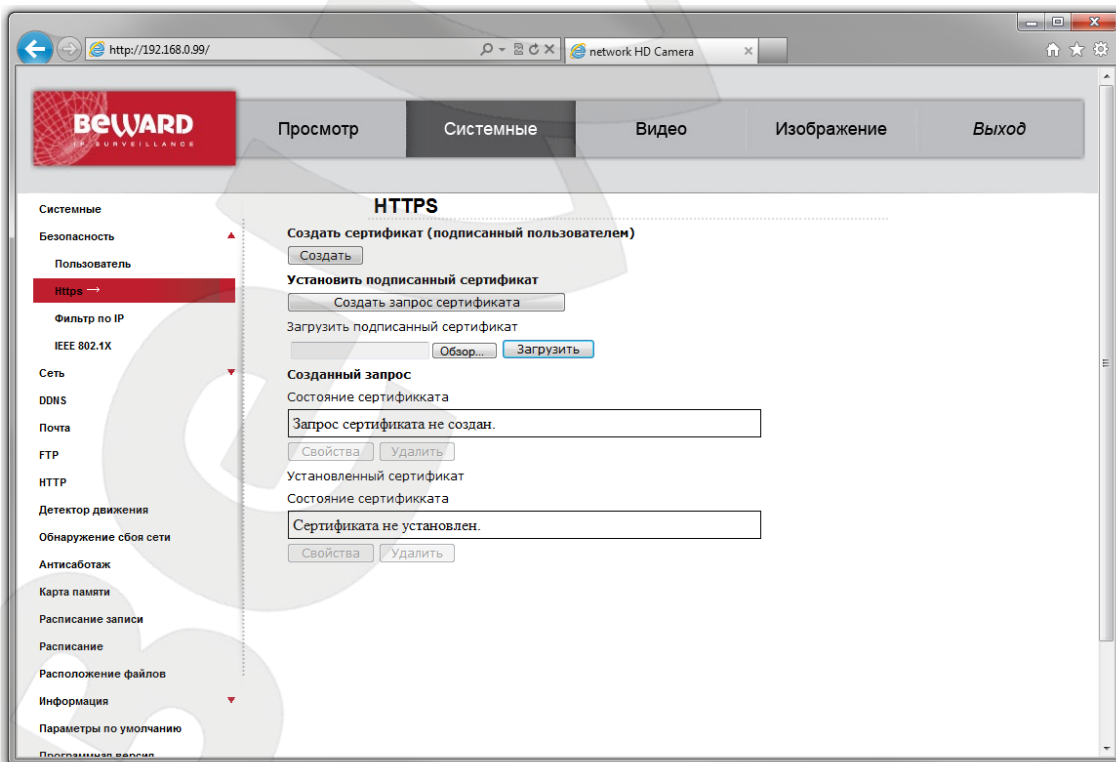 http://192.168.0.99/
network HD Camera
BEWARD
IP SURVEILLANCE
Просмотр
Системные
Видео
Изображение
Выход
Системные
Безопасность
Пользователь
Https →
Фильтр по IP
IEEE 802.1X
Сеть
DDNS
Почта
FTP
HTTP
Детектор движения
Обнаружение сбоя сети
Антисаботаж
Карта памяти
Расписание записи
Расписание
Расположение файлов
Информация
Параметры по умолчанию
Программная версия
HTTPS
Создать сертификат (подписанный пользователем)
Создать
Установить подписанный сертификат
Создать запрос сертификата
Загрузить подписанный сертификат
Обзор... Загрузить
Созданный запрос
Состояние сертификката
Запрос сертификата не создан.
Свойства Удалить
Установленный сертификат
Состояние сертификката
Сертификата не установлен.
Свойства Удалить